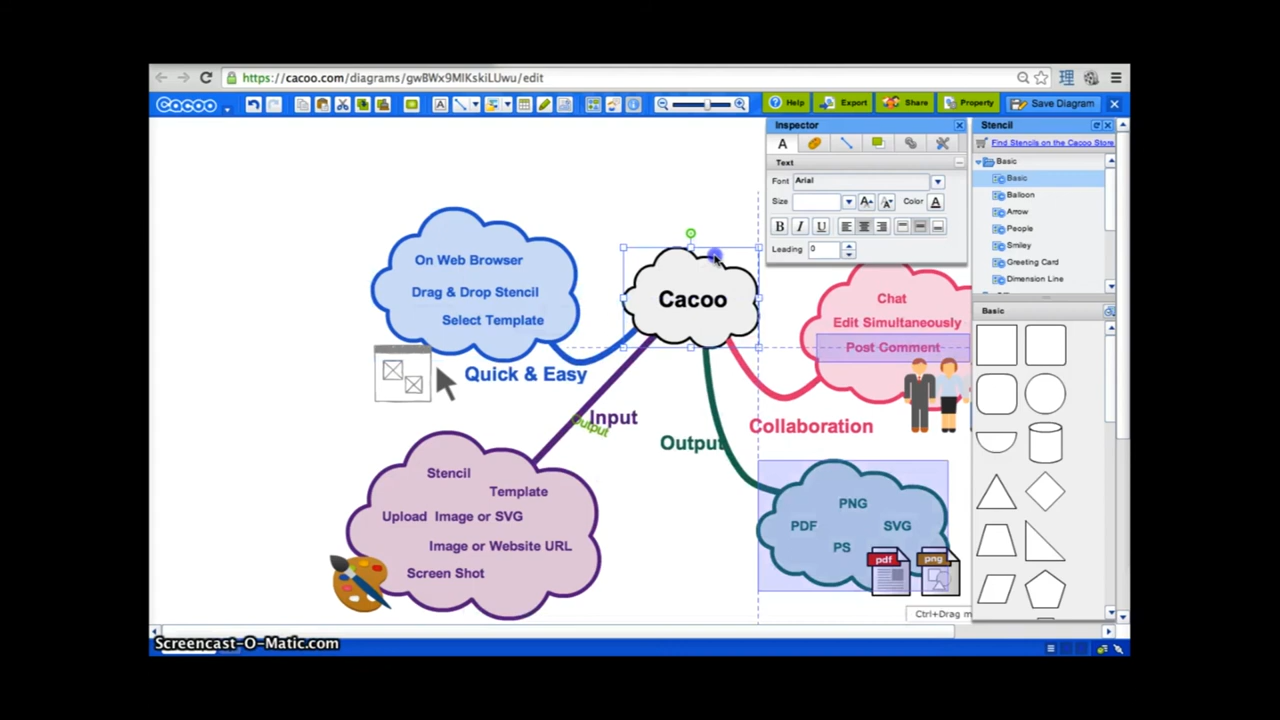 https://cacoo.com/diagrams/gwBWx9MIKskiLUwu/edit
理
Cacoo
Help
Export
Share
Property
Save Diagram
Inspector
A
Text
Font Arial
Size
Color A
B I U
Leading 0
Stencil
Find Stencils on the Cacoo Store
Basic
Basic
Balloon
Arrow
People
Smiley
Greeting Card
Dimension Line
Basic
On Web Browser
Drag & Drop Stencil
Select Template
Quick & Easy
Cacoo
Chat
Edit Simultaneously
Post Comment
Collaboration
Input
Output
Output
Stencil
Template
Upload Image or SVG
Image or Website URL
Screen Shot
PNG
PDF
SVG
PS
pdf
png
Ctrl+Drag m
Screencast-O-Matic.com